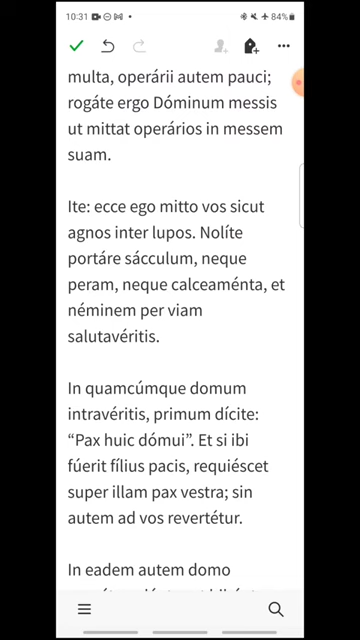 10:31
84%
multa, operárii autem pauci;
rogáte ergo Dóminum messis
ut mittat operários in messem
suam.
Ite: ecce ego mitto vos sicut
agnos inter lupos. Nolíte
portáre sácculum, neque
peram, neque calceaménta, et
néminem per viam
salutavéritis.
In quamcúmque domum
intravéritis, primum dícite:
“Pax huic dómui”. Et si ibi
fúerit fílius pacis, requiéscet
super illam pax vestra; sin
autem ad vos revertétur.
In eadem autem domo